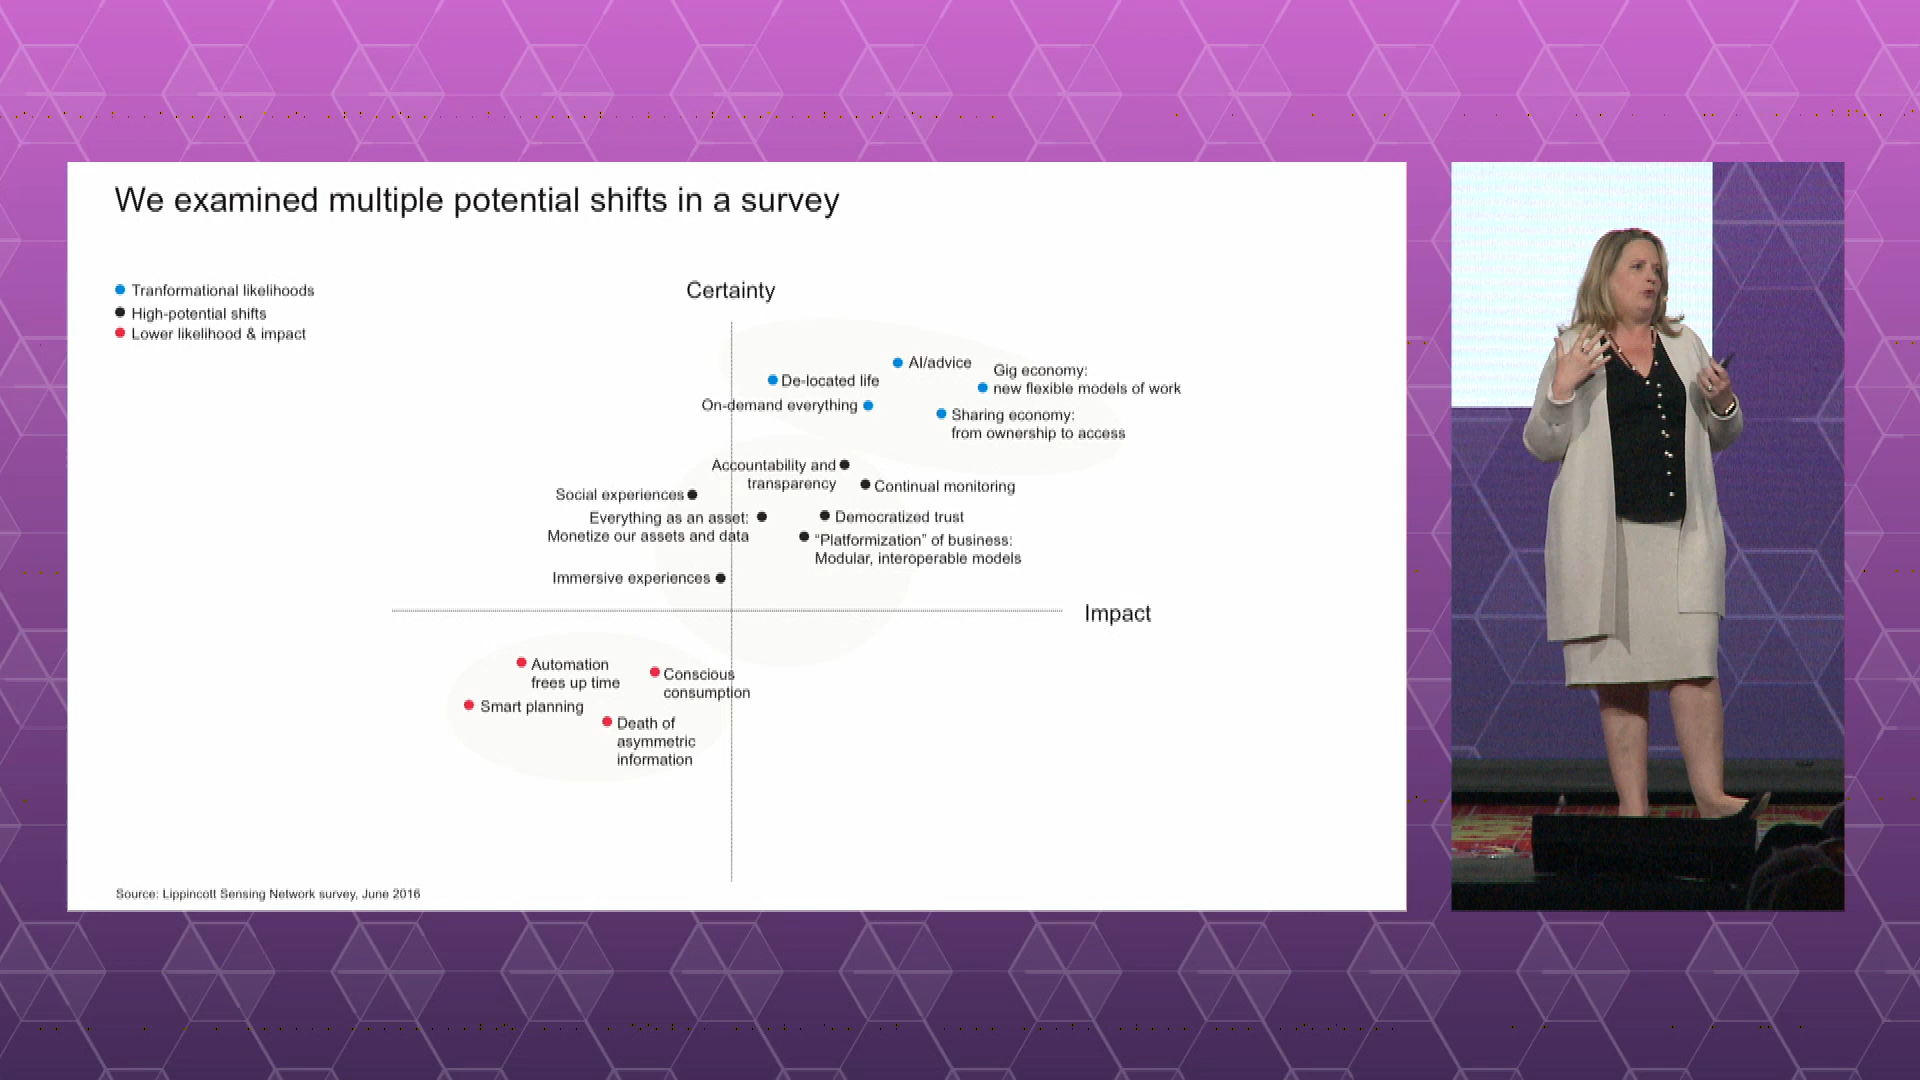 We examined multiple potential shifts in a survey
Tranformational likelihoods
High-potential shifts
Lower likelihood & impact
Certainty
AI/advice
De-located life
Gig economy:
new flexible models of work
On-demand everything
Sharing economy:
from ownership to access
Accountability and
transparency
Continual monitoring
Social experiences
Everything as an asset:
Monetize our assets and data
Democratized trust
“Platformization” of business:
Modular, interoperable models
Immersive experiences
Impact
Automation
frees up time
Conscious
consumption
Smart planning
Death of
asymmetric
information
Source: Lippincott Sensing Network survey, June 2016